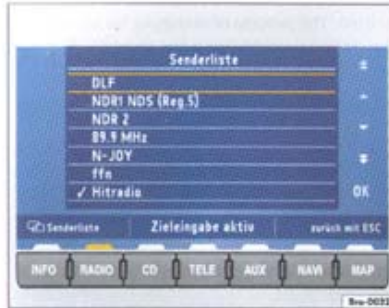 Senderliste
DLF
NDR1 NDS (Reg.5)
NDR 2
89.9 MHz
N-JOY
ffn
✓ Hitradio
OK
Senderliste Zieleingabe aktiv zurück mit ESC
INFO RADIO CD TELE AUX NAVI MAP